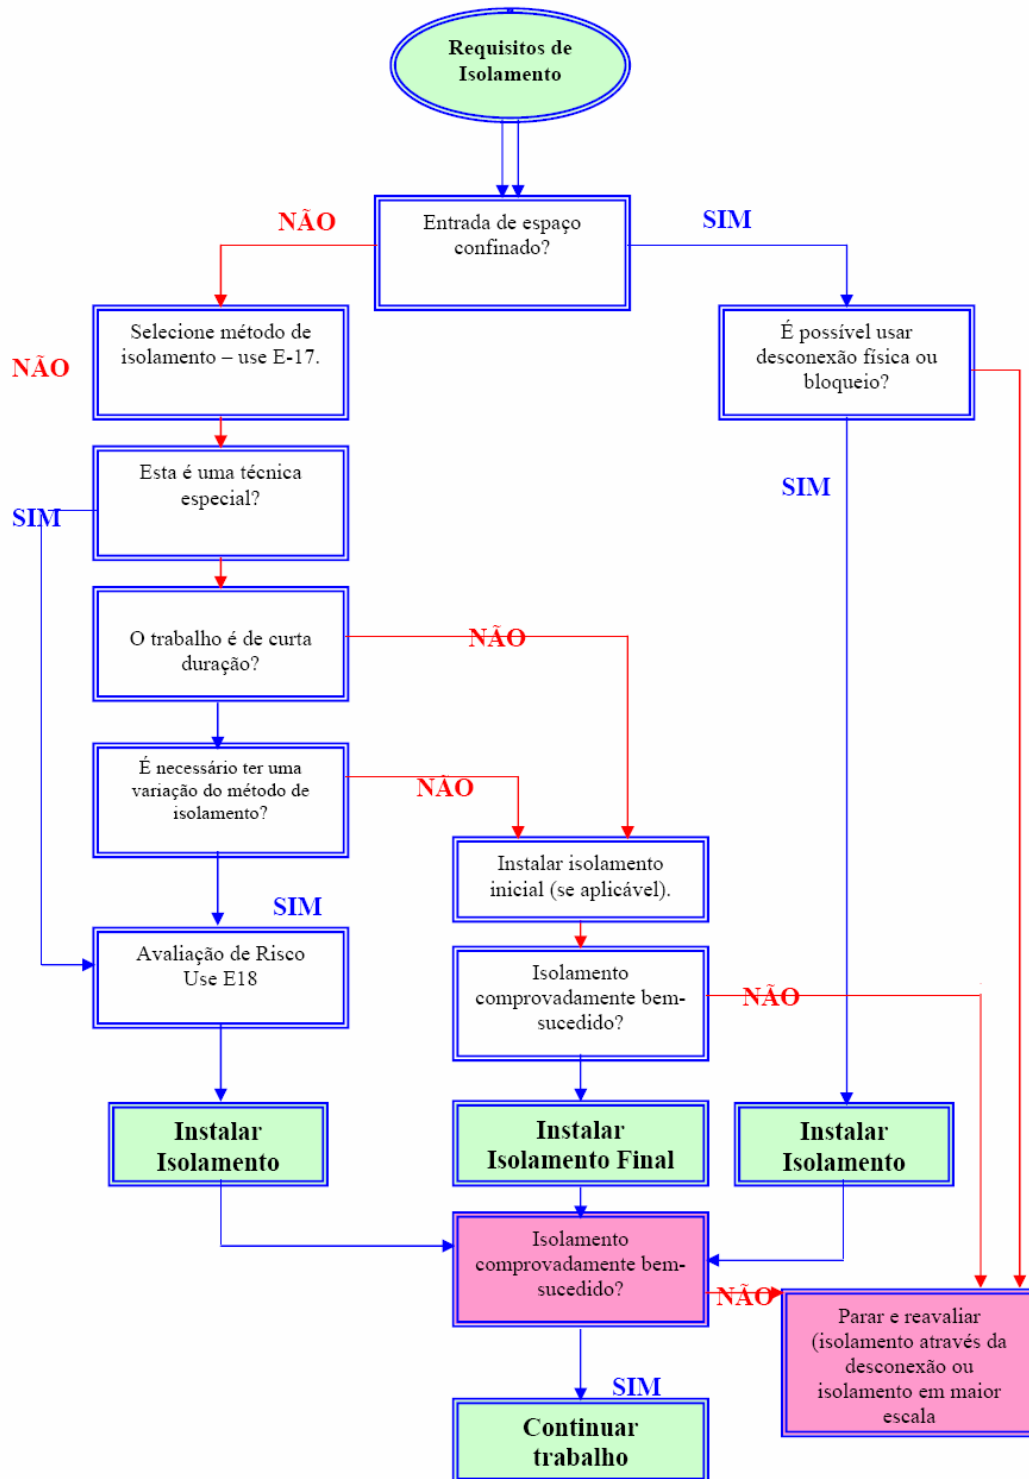 Requisitos de
Isolamento
NÃO
SIM
Entrada de espaço
confinado?
Selecione método de
isolamento – use E-17.
É possível usar
desconexão física ou
bloqueio?
NÃO
Esta é uma técnica
especial?
SIM
SIM
O trabalho é de curta
duração?
NÃO
É necessário ter uma
variação do método de
isolamento?
NÃO
Instalar isolamento
inicial (se aplicável).
SIM
Avaliação de Risco
Use E18
Isolamento
comprovadamente bem-
sucedido?
NÃO
Instalar
Isolamento
Instalar
Isolamento Final
Instalar
Isolamento
Isolamento
comprovadamente bem-
sucedido?
NÃO
Parar e reavaliar
(isolamento através da
desconexão ou
isolamento em maior
escala
SIM
Continuar
trabalho